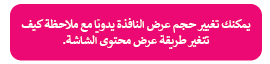 يمكنك تغيير حجم عرض النافذة يدويًا مع ملاحظة كيف
تتغير طريقة عرض محتوى الشاشة.